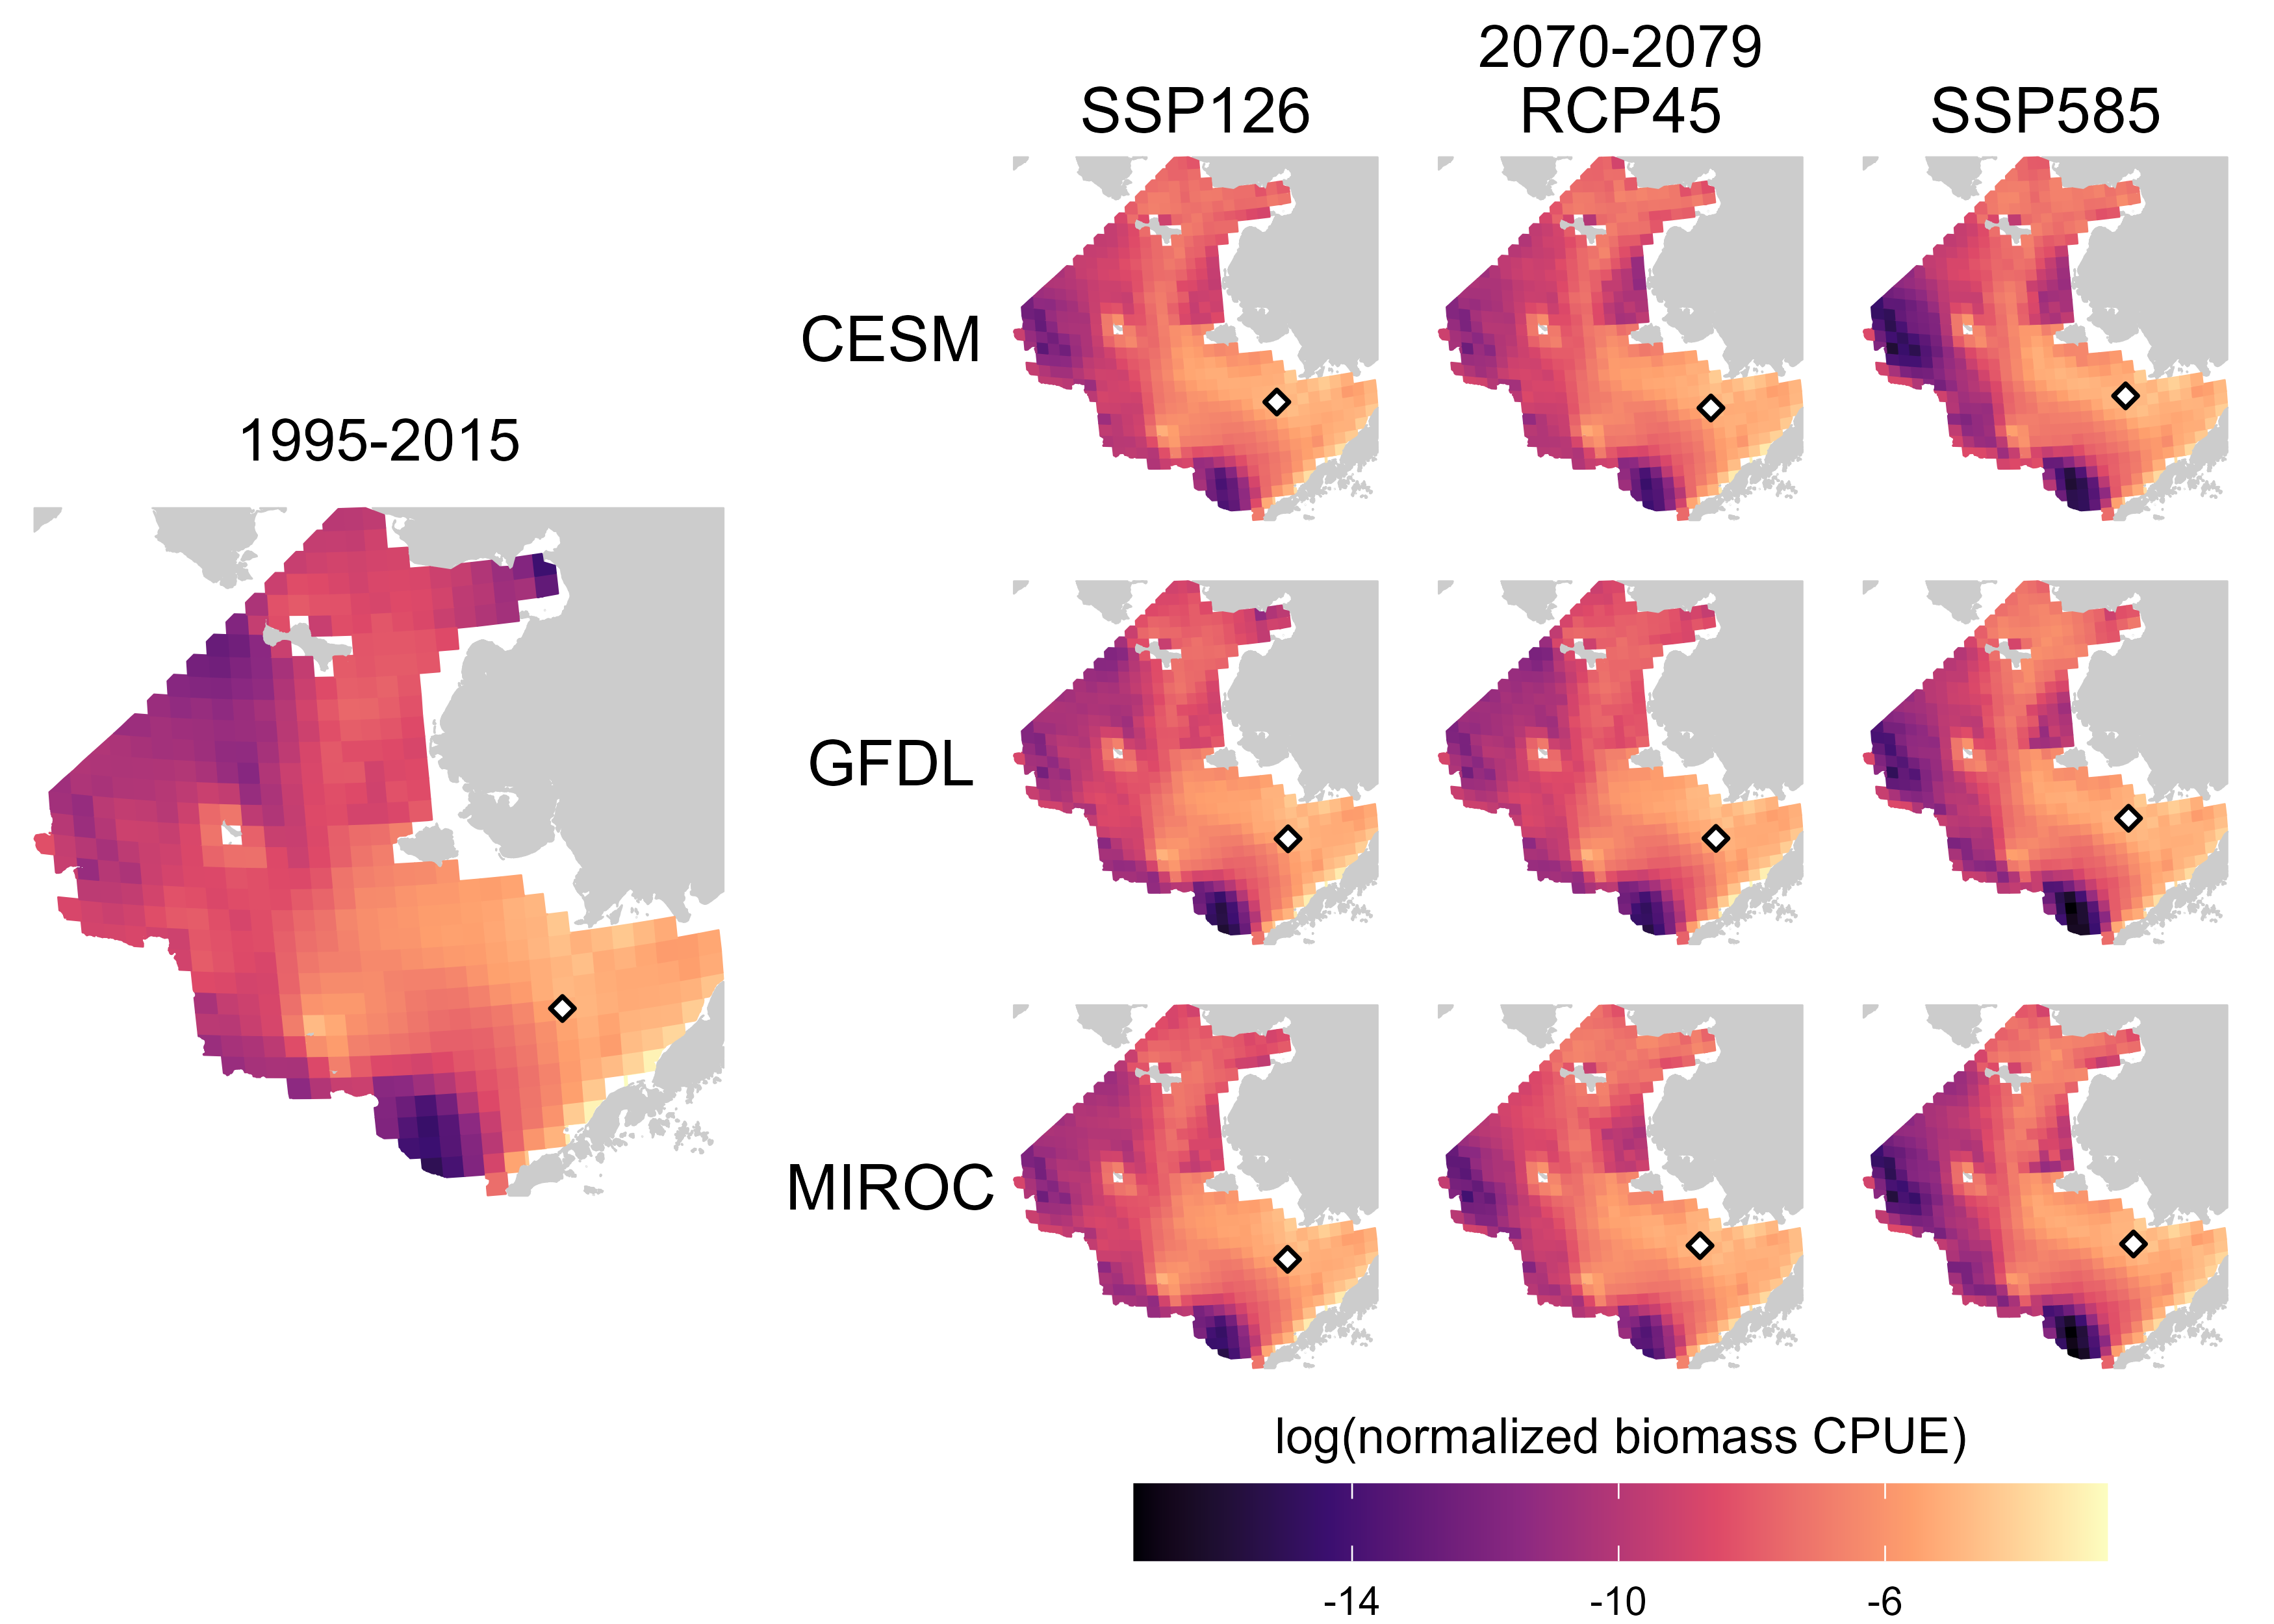 2070-2079
SSP126 RCP45 SSP585
CESM
1995-2015
GFDL
MIROC
log(normalized biomass CPUE)
-14 -10 -6